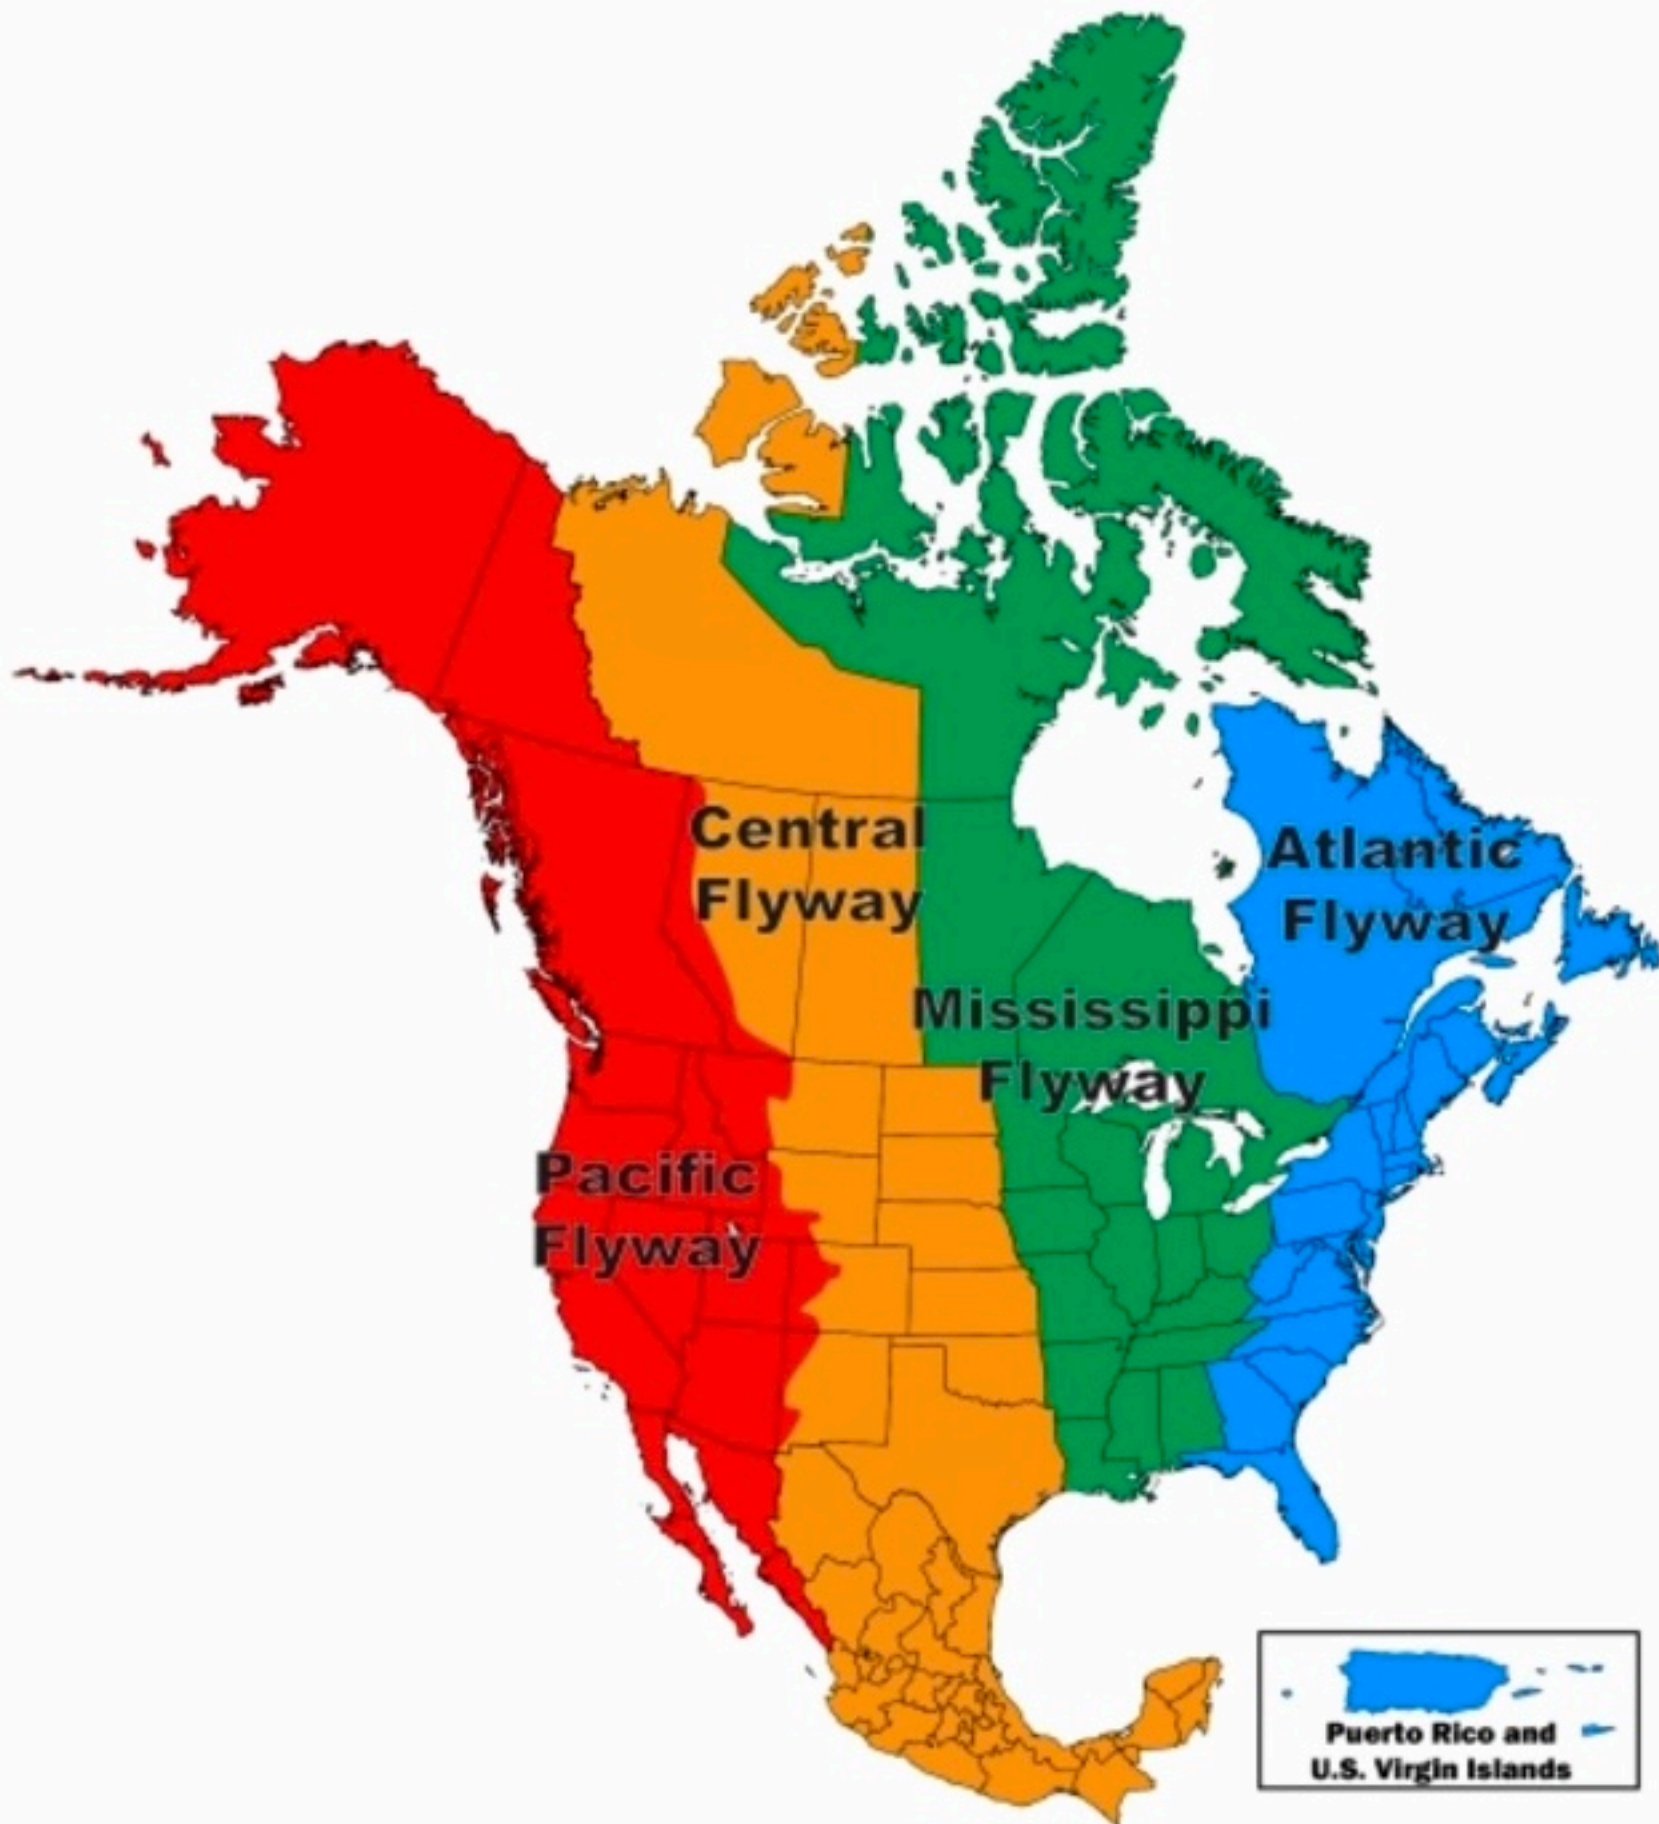 Central
Flyway
Atlantic
Flyway
Mississippi
Flyway
Pacific
Flyway
Puerto Rico and
U.S. Virgin Islands